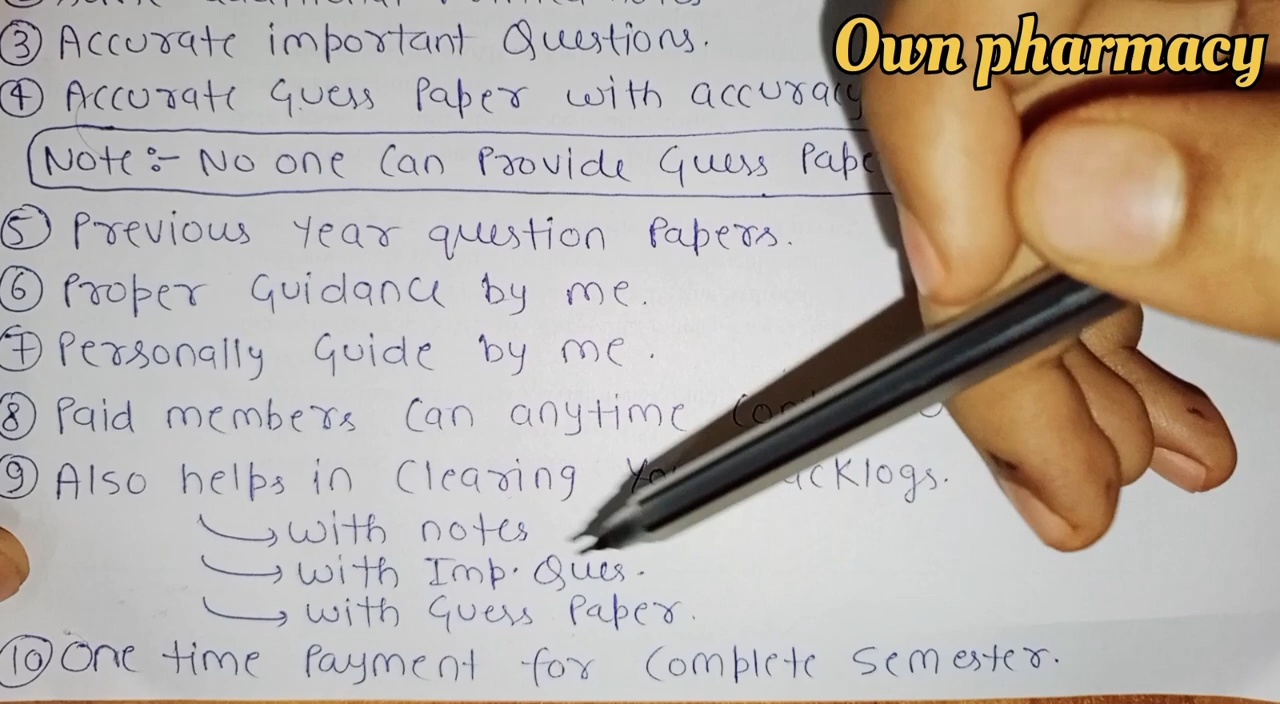 Own pharmacy
③ Accurate important Questions.
④ Accurate Guess Paper with accuracy
Note :- No one Can Provide Guess Pape
⑤ Previous Year question Papers.
⑥ Proper Guidance by me
⑦ Personally Guide by me.
⑧ Paid members Can anytime
⑨ Also helps in Clearing acklogs.
with notes
with Imp. Ques.
with Guess Paper.
⑩ One time Payment for Complete Semester.